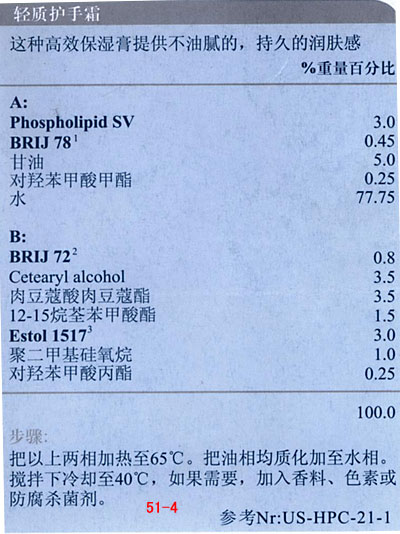 轻质护手霜
这种高效保湿膏提供不油腻的，持久的润肤感
%重量百分比
A:
Phospholipid SV 3.0
BRIJ 78¹ 0.45
甘油 5.0
对羟苯甲酸甲酯 0.25
水 77.75
B:
BRIJ 72² 0.8
Cetearyl alcohol 3.5
肉豆蔻酸肉豆蔻酯 3.5
12-15烷荃苯甲酸酯 1.5
Estol 1517³ 3.0
聚二甲基硅氧烷 1.0
对羟苯甲酸丙酯 0.25
100.0
步骤:
把以上两相加热至65℃。把油相均质化加至水相。
搅拌下冷却至40℃，如果需要，加入香料、色素或
防腐杀菌剂。
51-4
参考Nr:US-HPC-21-1